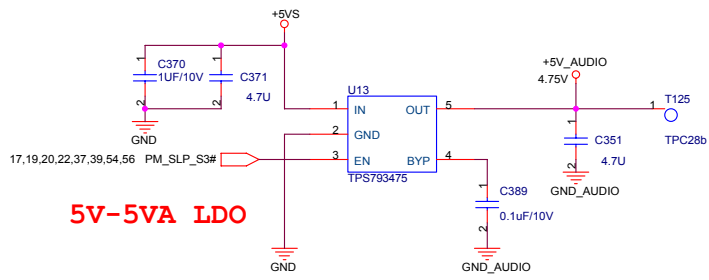 +5VS
+5V_AUDIO
4.75V
1 C370 1 1 T125
1UF/10V C371 TPC28b
2 2 4.7U
GND
U13
1 IN OUT 5
2 GND
3 EN BYP 4
TPS793475
1 C351
2 4.7U
GND_AUDIO
17,19,20,22,37,39,54,56 PM_SLP_S3#
1 C389
0.1uF/10V
2
5V-5VA LDO
GND
GND_AUDIO